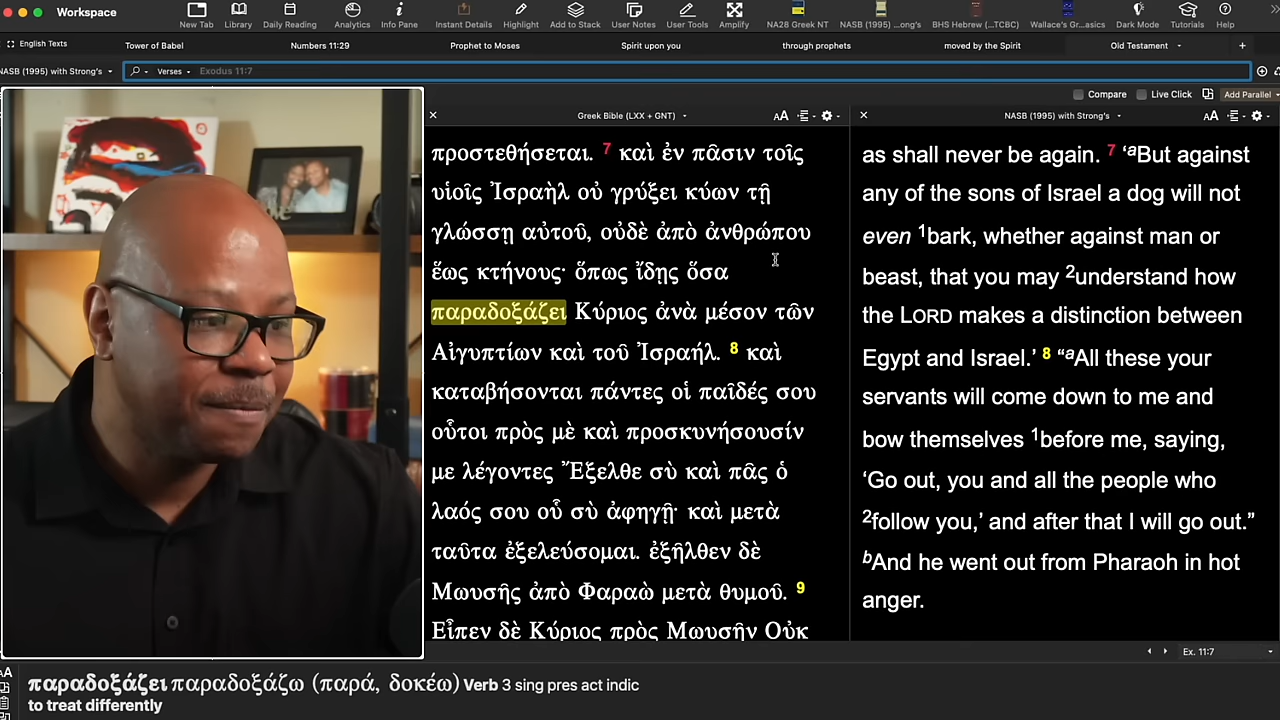 Workspace
New Tab
Library
Daily Reading
Analytics
Info Pane
Instant Details
Highlight
Add to Stack
User Notes
User Tools
Amplify
NA28 Greek NT
NASB (1995) ...ong's)
BHS Hebrew (...TCBC)
Wallace's Gr...asics
Dark Mode
Tutorials
Help
English Texts
Tower of Babel
Numbers 11:29
Prophet to Moses
Spirit upon you
through prophets
moved by the Spirit
Old Testament
NASB (1995) with Strong's
Verses
Exodus 11:7
Compare
Live Click
Add Parallel
Greek Bible (LXX + GNT)
προστεθήσεται. 7 καὶ ἐν πᾶσιν τοῖς
υἱοῖς Ἰσραὴλ οὐ γρύξει κύων τῇ
γλώσσῃ αὐτοῦ, οὐδὲ ἀπὸ ἀνθρώπου
ἕως κτήνους· ὅπως ἴδῃς ὅσα
παραδοξάζει Κύριος ἀνὰ μέσον τῶν
Αἰγυπτίων καὶ τοῦ Ἰσραήλ. 8 καὶ
καταβήσονται πάντες οἱ παῖδές σου
οὗτοι πρὸς μὲ καὶ προσκυνήσουσίν
με λέγοντες Ἔξελθε σὺ καὶ πᾶς ὁ
λαός σου οὗ σὺ ἀφηγῇ· καὶ μετὰ
ταῦτα ἐξελεύσομαι. ἐξῆλθεν δὲ
Μωυσῆς ἀπὸ Φαραὼ μετὰ θυμοῦ. 9
Εἶπεν δὲ Κύριος πρὸς Μωυσῆν Οὐκ
NASB (1995) with Strong's
as shall never be again. 7 ‘aBut against
any of the sons of Israel a dog will not
even 1bark, whether against man or
beast, that you may 2understand how
the LORD makes a distinction between
Egypt and Israel.’ 8 “aAll these your
servants will come down to me and
bow themselves 1before me, saying,
‘Go out, you and all the people who
2follow you,’ and after that I will go out.”
bAnd he went out from Pharaoh in hot
anger.
Ex. 11:7
παραδοξάζει παραδοξάζω (παρά, δοκέω) Verb 3 sing pres act indic
to treat differently